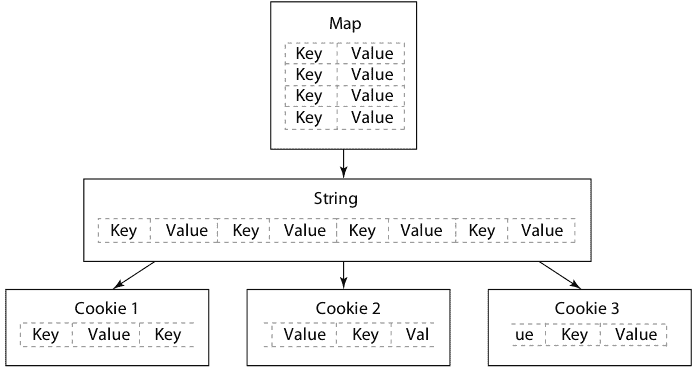 Map
Key Value
Key Value
Key Value
Key Value
String
Key Value Key Value Key Value Key Value
Cookie 1
Key Value Key
Cookie 2
Value Key Val
Cookie 3
ue Key Value